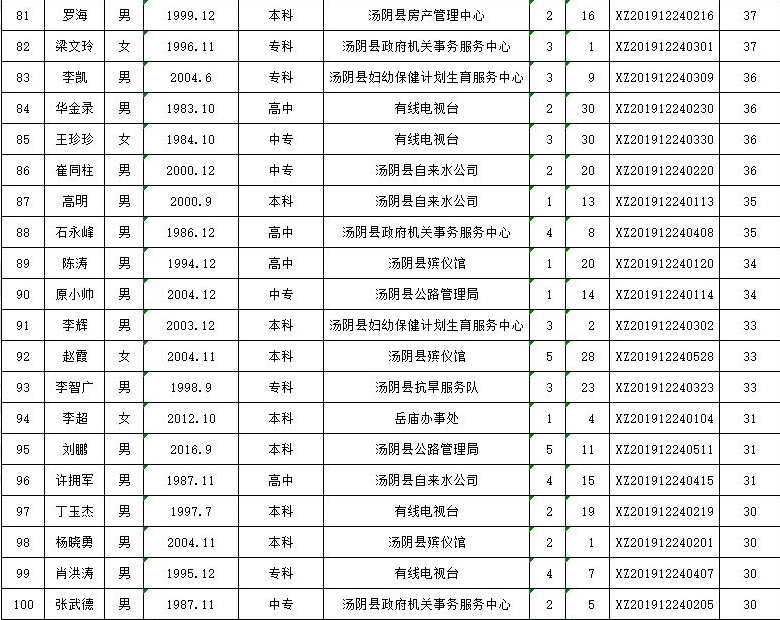 81 罗海 男 1999.12 本科 汤阴县房产管理中心 2 16 XZ201912240216 37
82 梁文玲 女 1996.11 专科 汤阴县政府机关事务服务中心 3 1 XZ201912240301 37
83 李凯 男 2004.6 专科 汤阴县妇幼保健计划生育服务中心 3 9 XZ201912240309 36
84 华金录 男 1983.10 高中 有线电视台 2 30 XZ201912240230 36
85 王珍珍 女 1984.10 中专 有线电视台 3 30 XZ201912240330 36
86 崔同柱 男 2000.12 中专 汤阴县自来水公司 2 20 XZ201912240220 36
87 高明 男 2000.9 本科 汤阴县自来水公司 1 13 XZ201912240113 35
88 石永峰 男 1986.12 高中 汤阴县政府机关事务服务中心 4 8 XZ201912240408 35
89 陈涛 男 1994.12 高中 汤阴县殡仪馆 1 20 XZ201912240120 34
90 原小帅 男 2004.12 中专 汤阴县公路管理局 1 14 XZ201912240114 34
91 李辉 男 2003.12 本科 汤阴县妇幼保健计划生育服务中心 3 2 XZ201912240302 33
92 赵霞 女 2004.11 本科 汤阴县殡仪馆 5 28 XZ201912240528 33
93 李智广 男 1998.9 专科 汤阴县抗旱服务队 3 23 XZ201912240323 33
94 李超 女 2012.10 本科 岳庙办事处 1 4 XZ201912240104 31
95 刘鹏 男 2016.9 本科 汤阴县公路管理局 5 11 XZ201912240511 31
96 许拥军 男 1987.11 高中 汤阴县自来水公司 4 15 XZ201912240415 31
97 丁玉杰 男 1997.7 本科 有线电视台 2 19 XZ201912240219 30
98 杨晓勇 男 2004.11 本科 汤阴县殡仪馆 2 1 XZ201912240201 30
99 肖洪涛 男 1995.12 专科 有线电视台 4 7 XZ201912240407 30
100 张武德 男 1987.11 中专 汤阴县政府机关事务服务中心 2 5 XZ201912240205 30